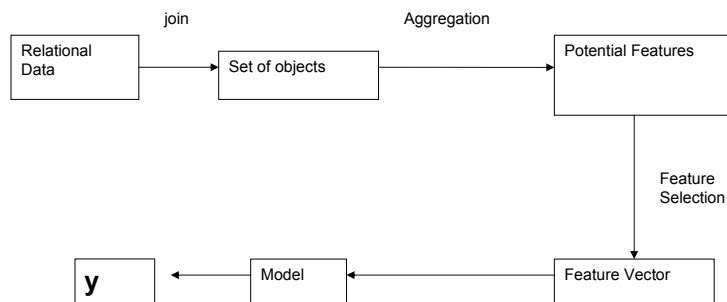 join
Aggregation
Relational
Data
Set of objects
Potential Features
Feature
Selection
y
Model
Feature Vector